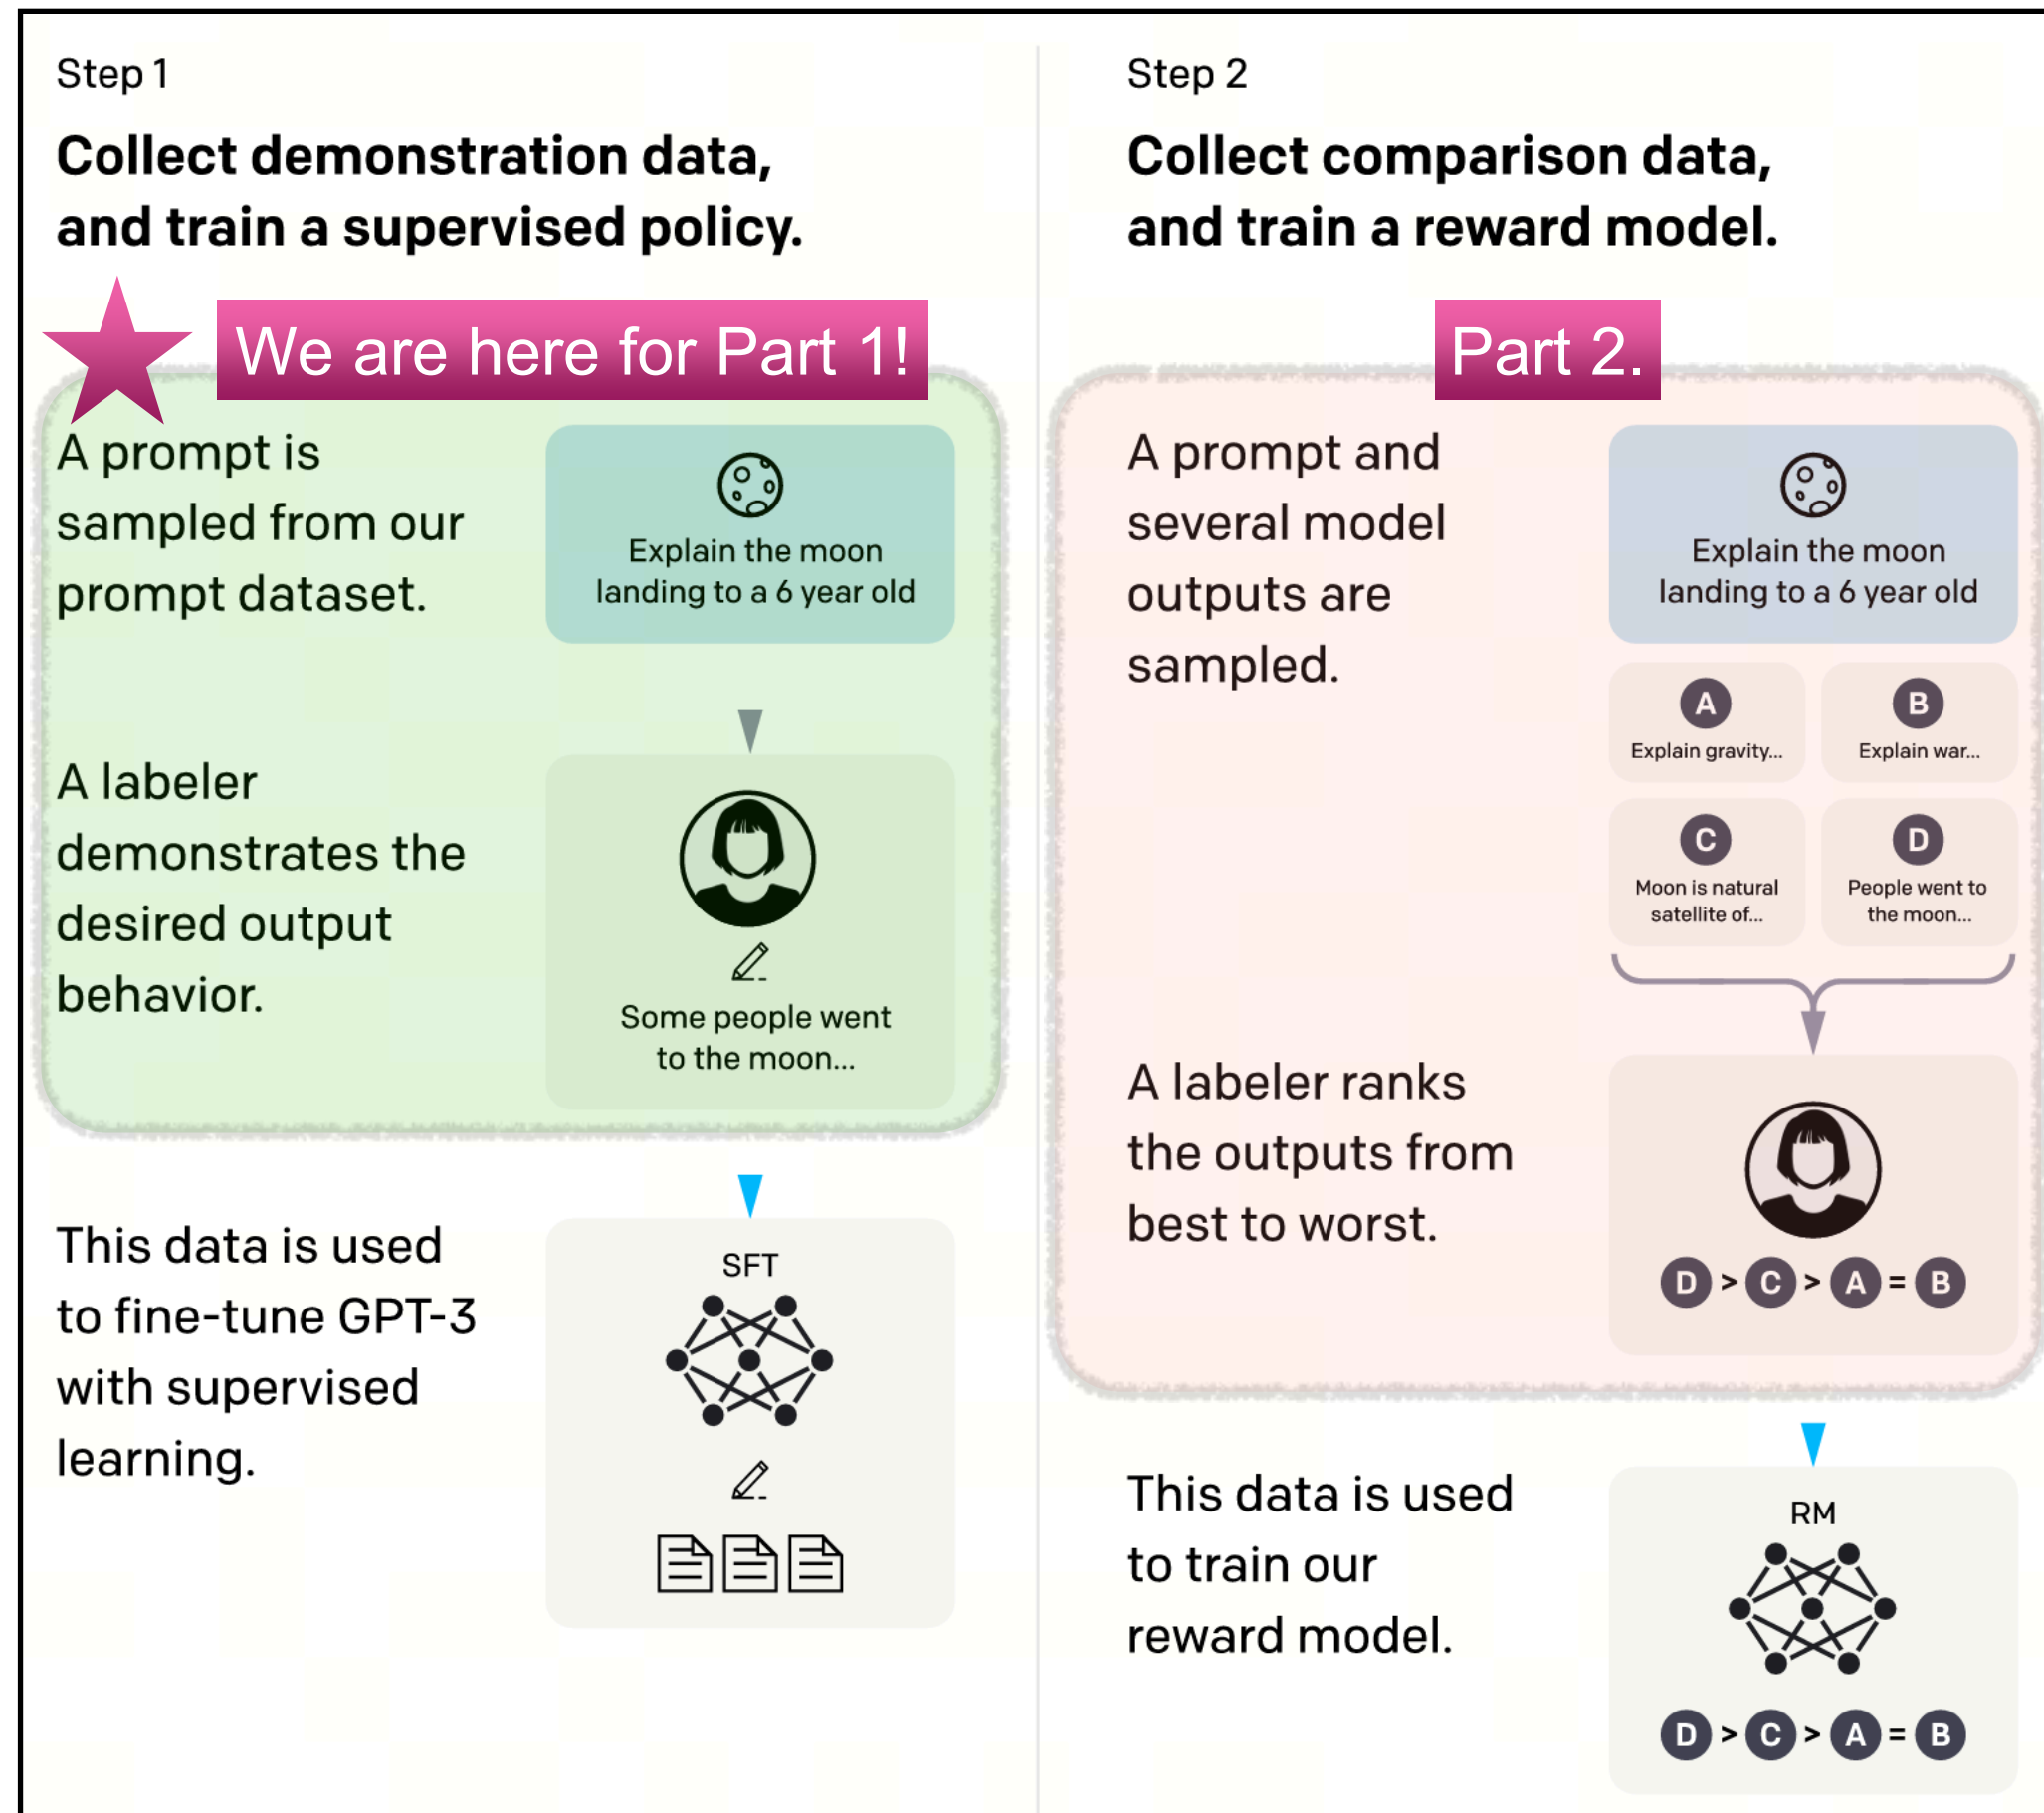 Step 1
Collect demonstration data,
and train a supervised policy.
We are here for Part 1!
A prompt is
sampled from our
prompt dataset.
Explain the moon
landing to a 6 year old
A labeler
demonstrates the
desired output
behavior.
Some people went
to the moon...
This data is used
to fine-tune GPT-3
with supervised
learning.
SFT
Step 2
Collect comparison data,
and train a reward model.
Part 2.
A prompt and
several model
outputs are
sampled.
Explain the moon
landing to a 6 year old
A
Explain gravity...
B
Explain war...
C
Moon is natural
satellite of...
D
People went to
the moon...
A labeler ranks
the outputs from
best to worst.
D > C > A = B
This data is used
to train our
reward model.
RM
D > C > A = B